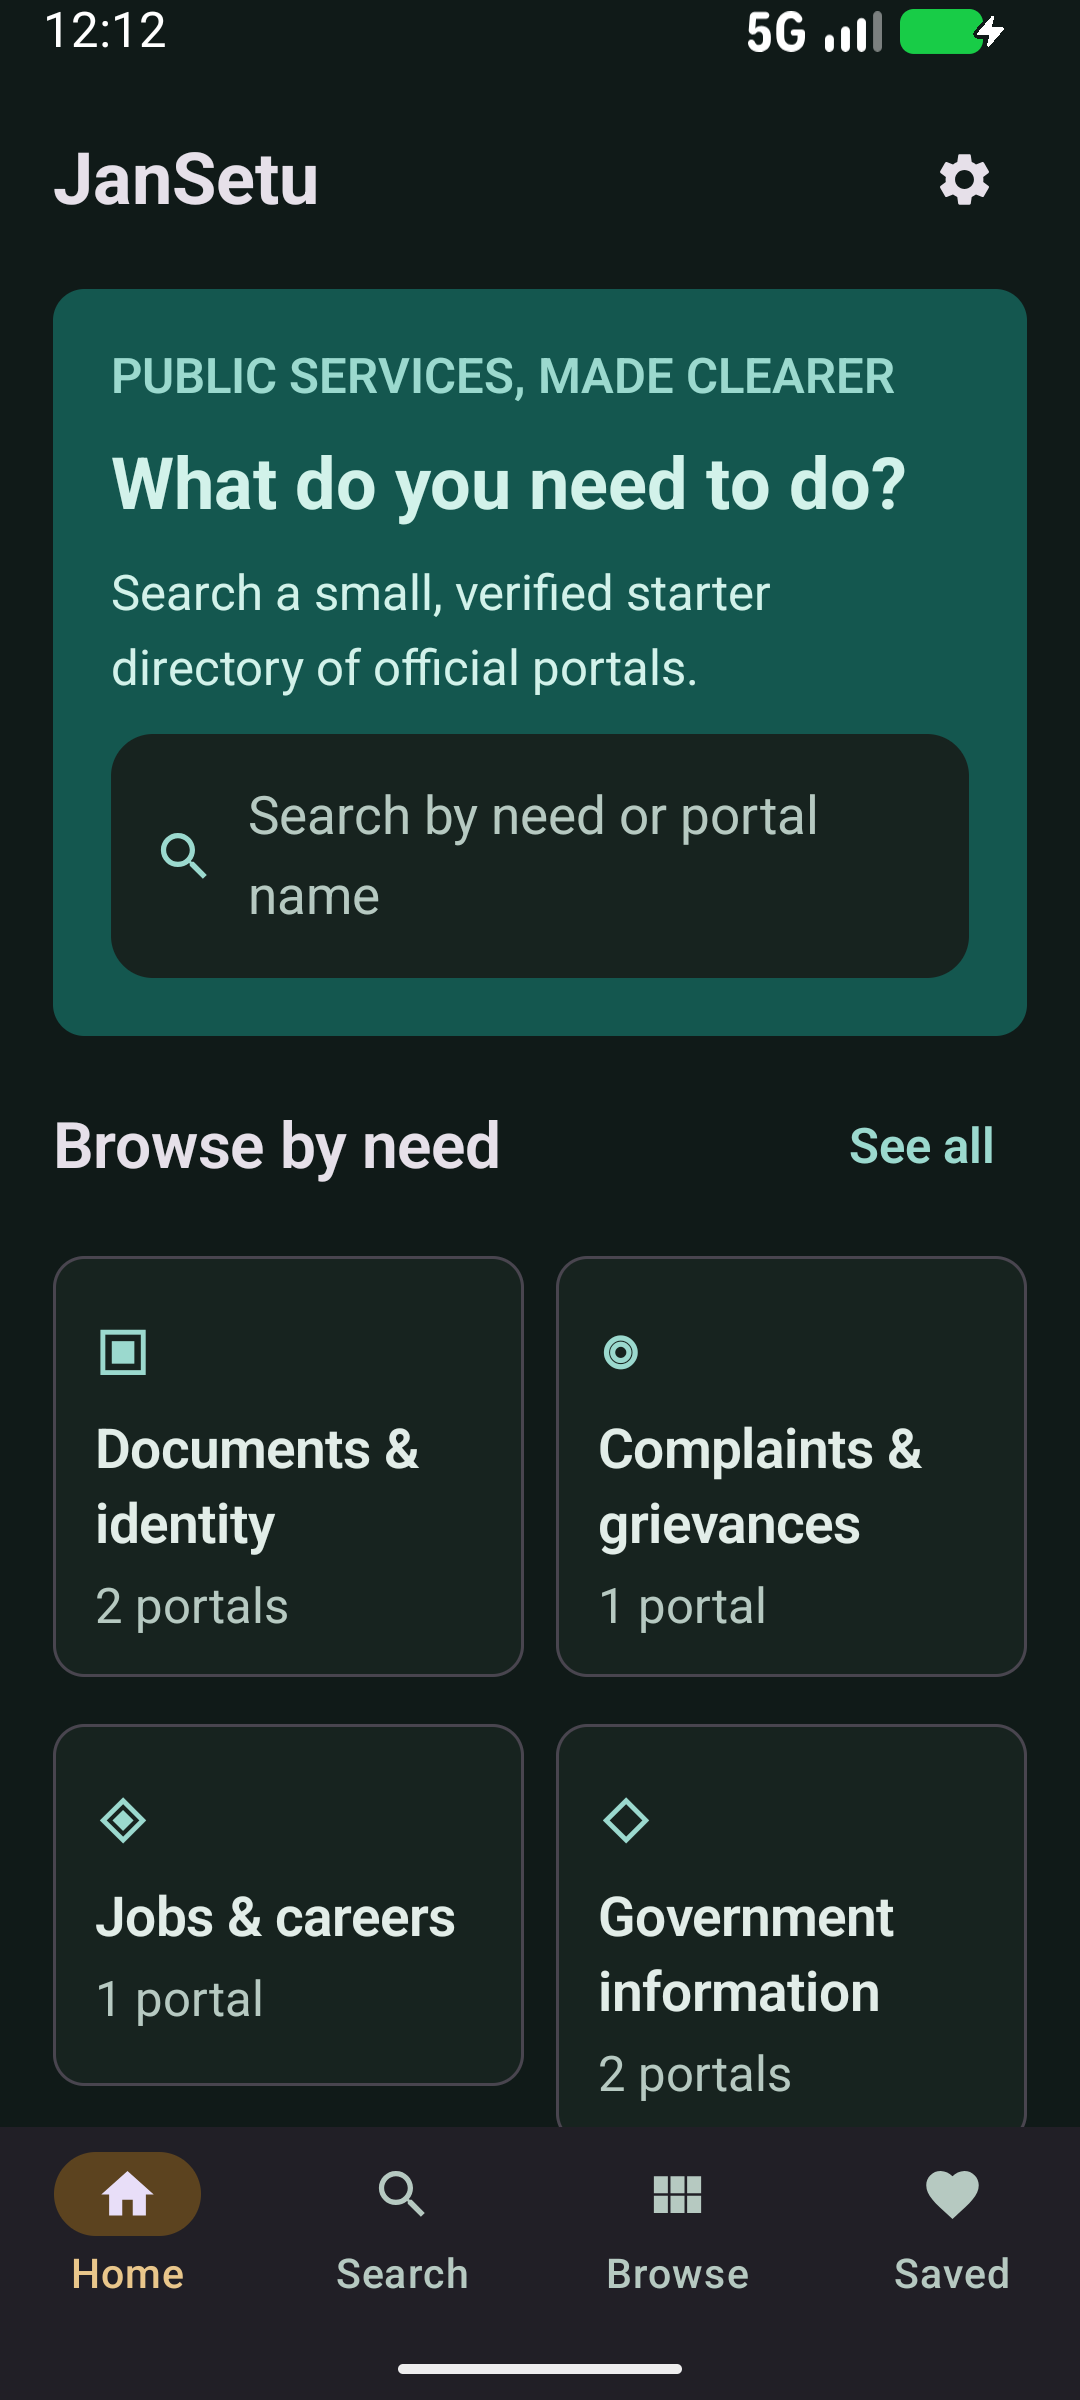 12:12
5G
JanSetu
PUBLIC SERVICES, MADE CLEARER
What do you need to do?
Search a small, verified starter
directory of official portals.
Search by need or portal
name
Browse by need
See all
Documents &
identity
2 portals
Complaints &
grievances
1 portal
Jobs & careers
1 portal
Government
information
2 portals
Home
Search
Browse
Saved